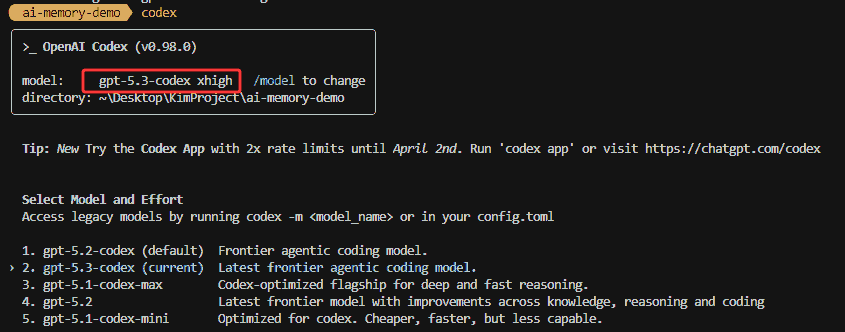 ai-memory-demo codex
>_ OpenAI Codex (v0.98.0)
model: gpt-5.3-codex xhigh /model to change
directory: ~\Desktop\KimProject\ai-memory-demo
Tip: New Try the Codex App with 2x rate limits until April 2nd. Run 'codex app' or visit https://chatgpt.com/codex
Select Model and Effort
Access legacy models by running codex -m <model_name> or in your config.toml
1. gpt-5.2-codex (default) Frontier agentic coding model.
› 2. gpt-5.3-codex (current) Latest frontier agentic coding model.
3. gpt-5.1-codex-max Codex-optimized flagship for deep and fast reasoning.
4. gpt-5.2 Latest frontier model with improvements across knowledge, reasoning and coding
5. gpt-5.1-codex-mini Optimized for codex. Cheaper, faster, but less capable.